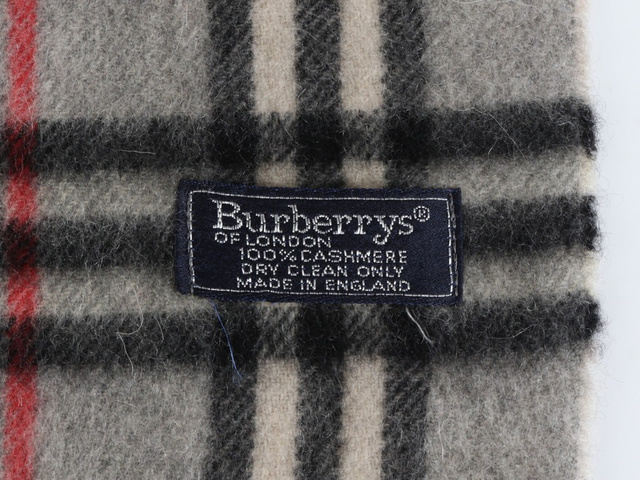 Burberrys®
OF LONDON
100% CASHMERE
DRY CLEAN ONLY
MADE IN ENGLAND